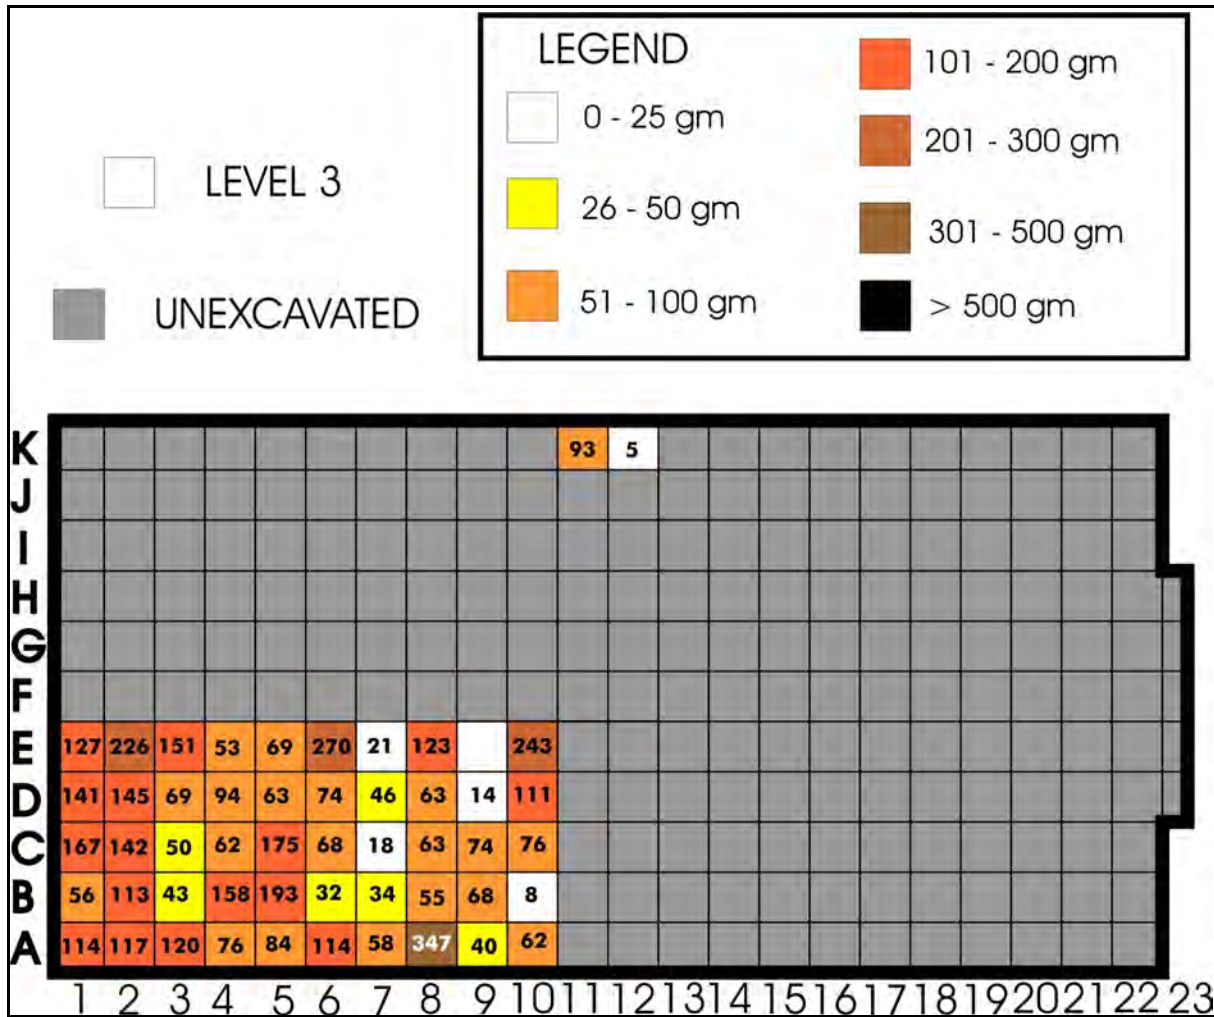 LEGEND
0 - 25 gm
26 - 50 gm
51 - 100 gm
101 - 200 gm
201 - 300 gm
301 - 500 gm
> 500 gm
LEVEL 3
UNEXCAVATED
K 93 5
J
I
H
G
F
E 127 226 151 53 69 270 21 123 243
D 141 145 69 94 63 74 46 63 14 111
C 167 142 50 62 175 68 18 63 74 76
B 56 113 43 158 193 32 34 55 68 8
A 114 117 120 76 84 114 58 347 40 62
1 2 3 4 5 6 7 8 9 10 11 12 13 14 15 16 17 18 19 20 21 22 23